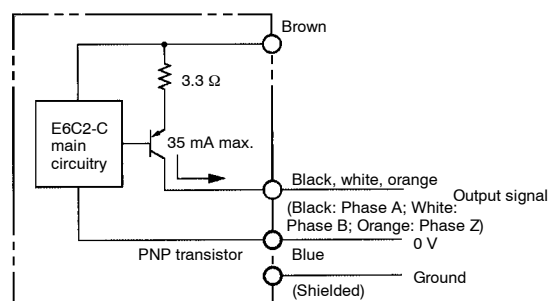 Brown
3.3 Ω
E6C2-C
main
circuitry
35 mA max.
Black, white, orange
Output signal
(Black: Phase A; White:
Phase B; Orange: Phase Z)
0 V
PNP transistor
Blue
Ground
(Shielded)